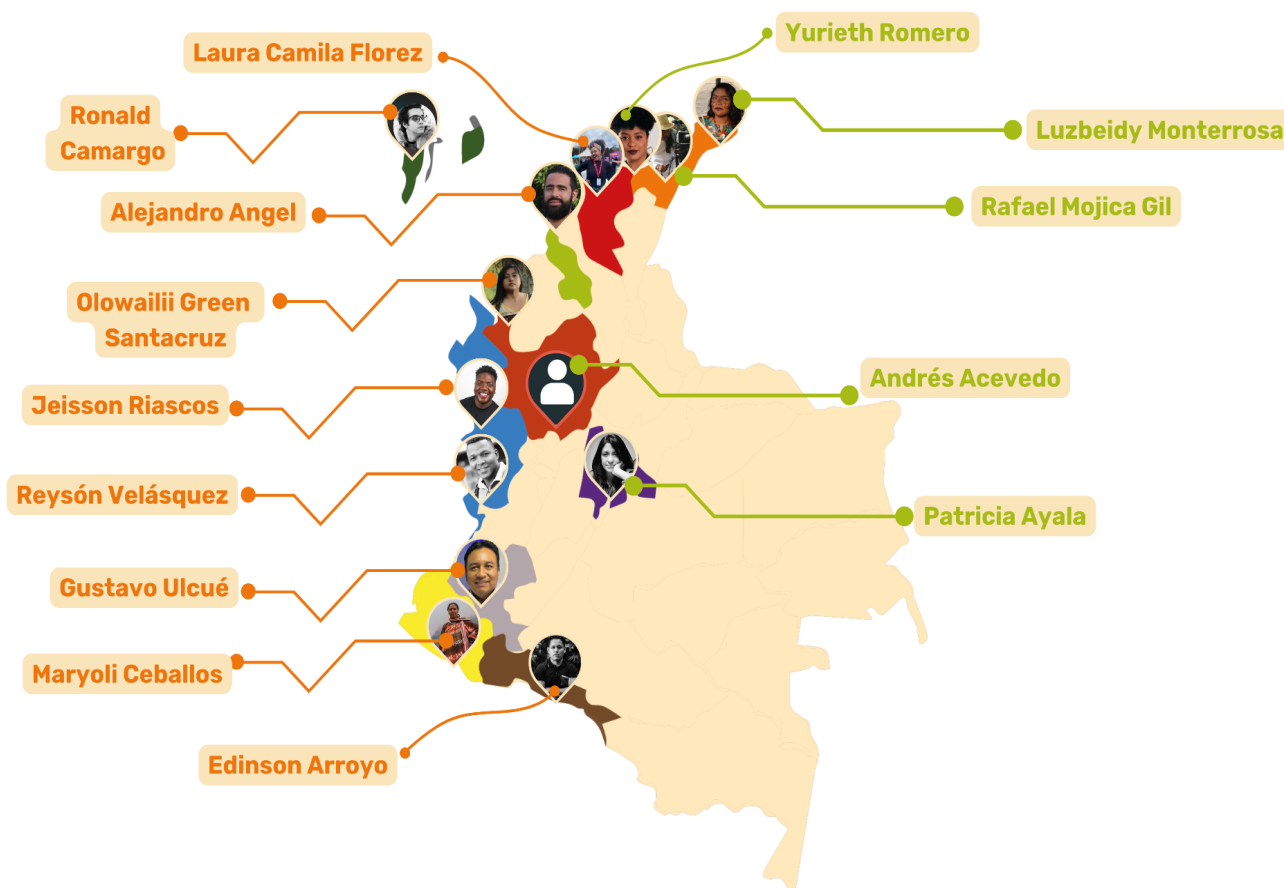 Yurieth Romero
Laura Camila Florez
Ronald
Camargo
Luzbeidy Monterrosa
Alejandro Angel
Rafael Mojica Gil
Olowailii Green
Santacruz
Andrés Acevedo
Jeisson Riascos
Reysón Velásquez
Patricia Ayala
Gustavo Ulcué
Maryoli Ceballos
Edinson Arroyo